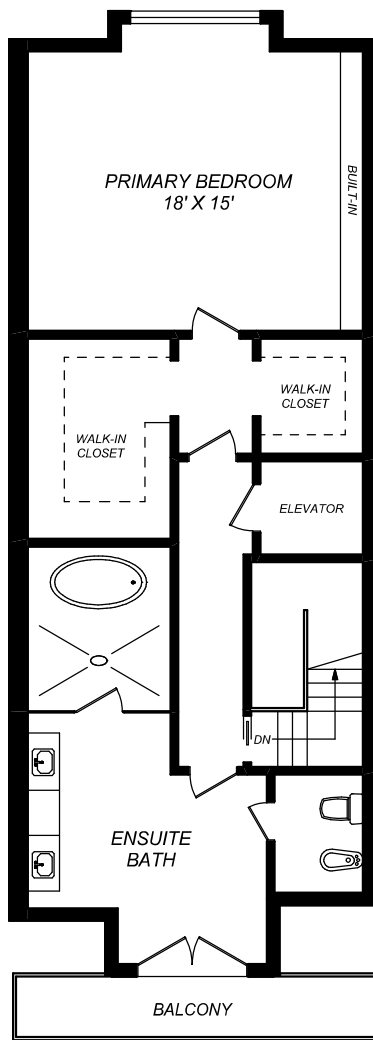 PRIMARY BEDROOM
18' X 15'
BUILT-IN
WALK-IN
CLOSET
WALK-IN
CLOSET
ELEVATOR
DN
ENSUITE
BATH
BALCONY